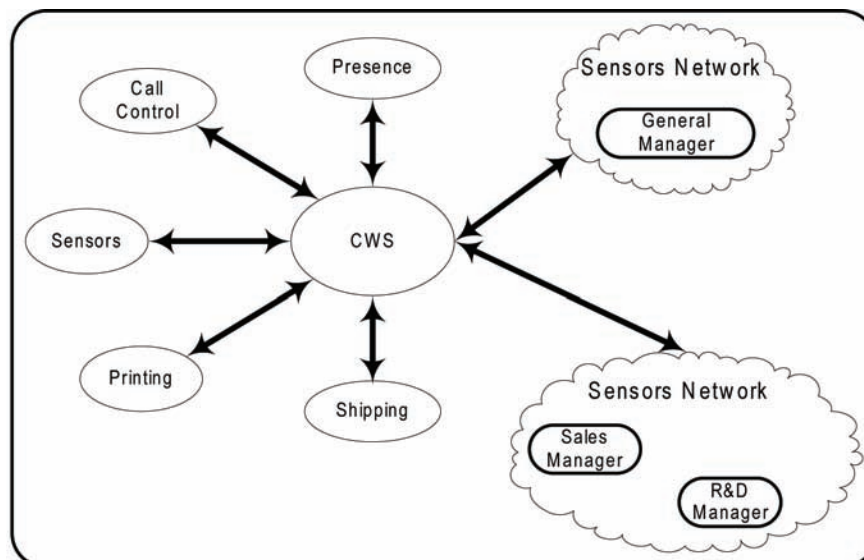 Presence
Call
Control
Sensors
CWS
Printing
Shipping
Sensors Network
General
Manager
Sensors Network
Sales
Manager
R&D
Manager